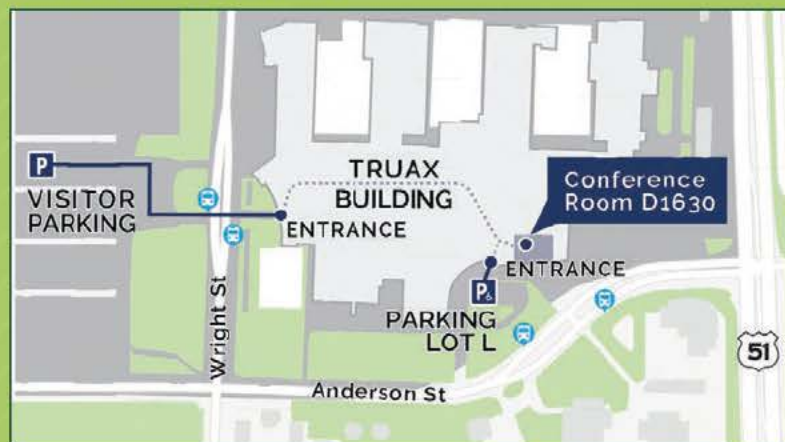 P
VISITOR
PARKING
Wright St
TRUAX
BUILDING
ENTRANCE
Conference
Room D1630
ENTRANCE
P
PARKING
LOT L
Anderson St
51